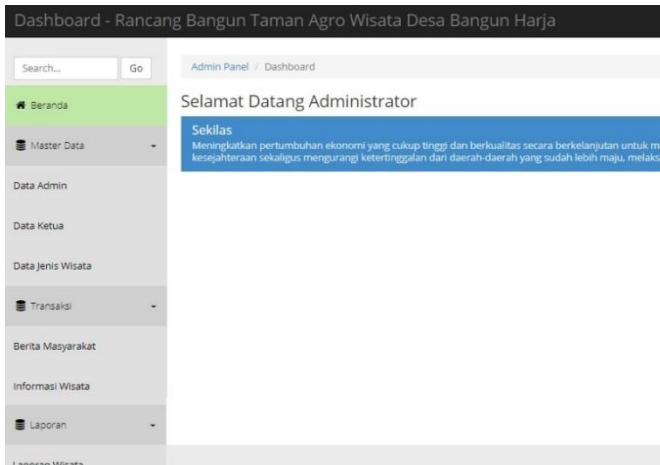 Dashboard - Rancang Bangun Taman Agro Wisata Desa Bangun Harja
Search...
Go
Admin Panel / Dashboard
Beranda
Selamat Datang Administrator
Sekilas
Meningkatkan pertumbuhan ekonomi yang cukup tinggi dan berkualitas secara berkelanjutan untuk m
kesejahteraan sekaligus mengurangi ketertinggalan dari daerah-daerah yang sudah lebih maju, melaks
Master Data
Data Admin
Data Ketua
Data Jenis Wisata
Transaksi
Berita Masyarakat
Informasi Wisata
Laporan
Laporan Wisata